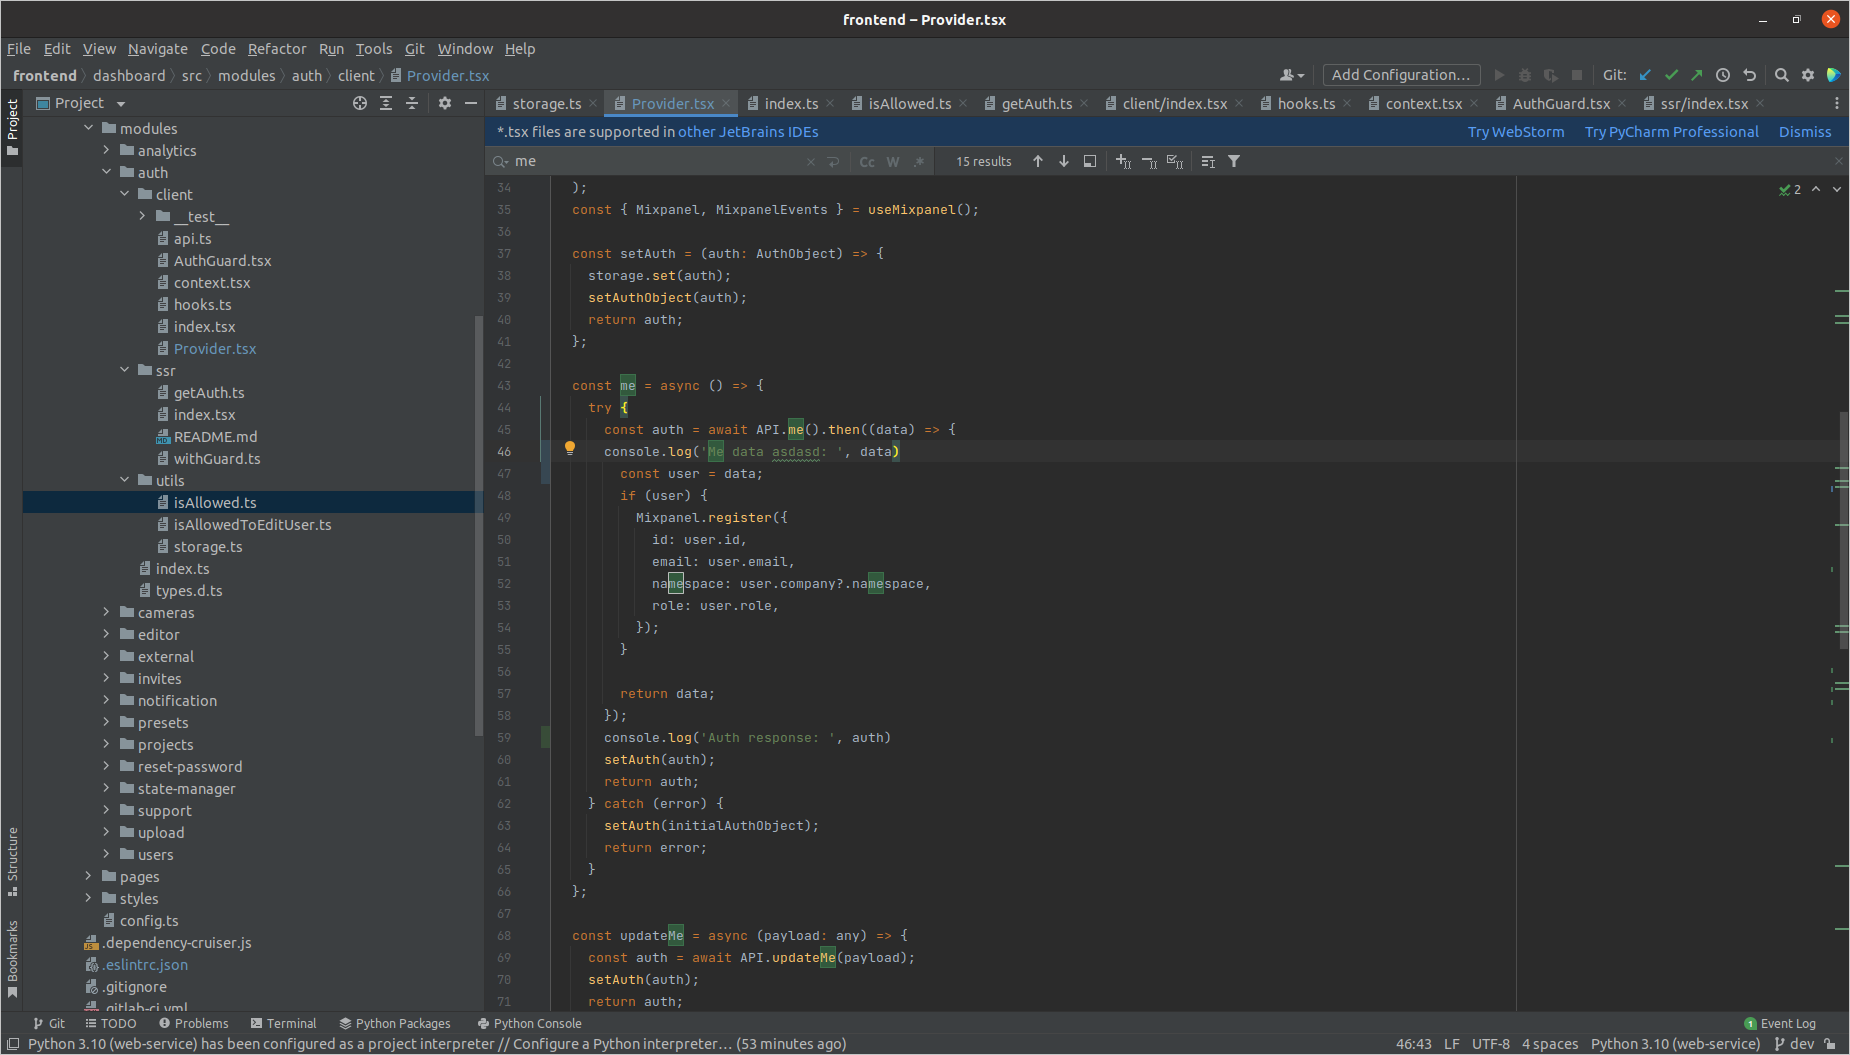 frontend – Provider.tsx
File Edit View Navigate Code Refactor Run Tools Git Window Help
frontend dashboard src modules auth client Provider.tsx
Add Configuration... Git:
Project
Project
storage.ts Provider.tsx index.ts isAllowed.ts getAuth.ts client/index.tsx hooks.ts context.tsx AuthGuard.tsx ssr/index.tsx
*.tsx files are supported in other JetBrains IDEs Try WebStorm Try PyCharm Professional Dismiss
me Cc W .* 15 results
2
modules
analytics
auth
client
__test__
api.ts
AuthGuard.tsx
context.tsx
hooks.ts
index.tsx
Provider.tsx
ssr
getAuth.ts
index.tsx
README.md
withGuard.ts
utils
isAllowed.ts
isAllowedToEditUser.ts
storage.ts
index.ts
types.d.ts
cameras
editor
external
invites
notification
presets
projects
reset-password
state-manager
support
upload
users
pages
styles
config.ts
.dependency-cruiser.js
.eslintrc.json
.gitignore
.gitlab-ci.yml
Structure
Bookmarks
34 );
35 const { Mixpanel, MixpanelEvents } = useMixpanel();
36
37 const setAuth = (auth: AuthObject) => {
38 storage.set(auth);
39 setAuthObject(auth);
40 return auth;
41 };
42
43 const me = async () => {
44 try {
45 const auth = await API.me().then((data) => {
46 console.log('Me data asdasd: ', data)
47 const user = data;
48 if (user) {
49 Mixpanel.register({
50 id: user.id,
51 email: user.email,
52 namespace: user.company?.namespace,
53 role: user.role,
54 });
55 }
56
57 return data;
58 });
59 console.log('Auth response: ', auth)
60 setAuth(auth);
61 return auth;
62 } catch (error) {
63 setAuth(initialAuthObject);
64 return error;
65 }
66 };
67
68 const updateMe = async (payload: any) => {
69 const auth = await API.updateMe(payload);
70 setAuth(auth);
71 return auth;
Git TODO Problems Terminal Python Packages Python Console 1 Event Log
Python 3.10 (web-service) has been configured as a project interpreter // Configure a Python interpreter... (53 minutes ago) 46:43 LF UTF-8 4 spaces Python 3.10 (web-service) dev